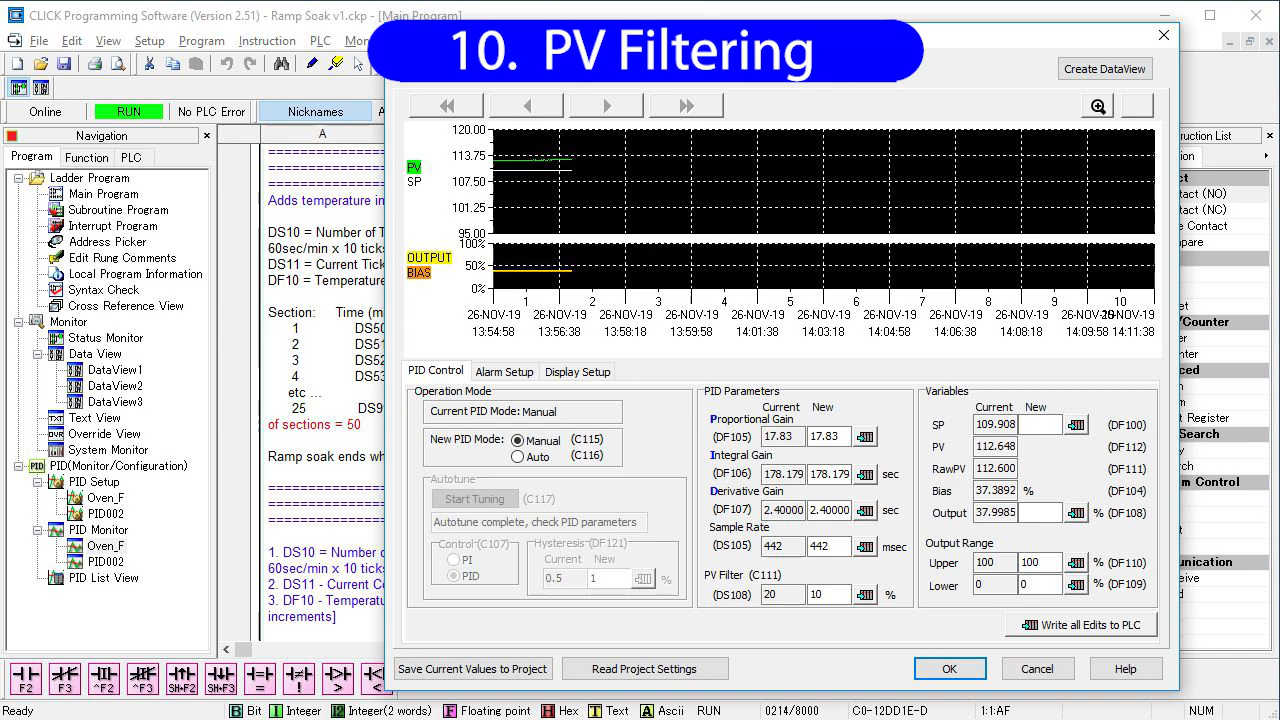 CLICK Programming Software (Version 2.51) - Ramp Soak v1.ckp - [Main Program]
10. PV Filtering
File Edit View Setup Program Instruction PLC
Create DataView
Online RUN No PLC Error Nicknames
Navigation
Program Function PLC
Ladder Program
Main Program
Subroutine Program
Interrupt Program
Address Picker
Edit Rung Comments
Local Program Information
Syntax Check
Cross Reference View
Monitor
Status Monitor
Data View
DataView1
DataView2
DataView3
Text View
Override View
System Monitor
PID(Monitor/Configuration)
PID Setup
Oven_F
PID002
PID Monitor
Oven_F
PID002
PID List View
A
Adds temperature in
DS10 = Number of T
60sec/min x 10 ticks
DS11 = Current Tick
DF10 = Temperature
Section: Time (m
1 DS50
2 DS51
3 DS52
4 DS53
etc ...
25 DS9
of sections = 50
Ramp soak ends wh
1. DS10 = Number o
60sec/min x 10 ticks
2. DS11 - Current Co
3. DF10 - Temperatu
increments]
120.00
113.75
107.50
101.25
95.00
PV
SP
100%
50%
0%
OUTPUT
BIAS
1 2 3 4 5 6 7 8 9 10
26-NOV-19 26-NOV-19 26-NOV-19 26-NOV-19 26-NOV-19 26-NOV-19 26-NOV-19 26-NOV-19 26-NOV-19 26-NOV-19
13:54:58 13:56:38 13:58:18 13:59:58 14:01:38 14:03:18 14:04:58 14:06:38 14:08:18 14:09:58 14:11:38
PID Control Alarm Setup Display Setup
Operation Mode
Current PID Mode: Manual
New PID Mode: Manual (C115)
Auto (C116)
Autotune
Start Tuning (C117)
Autotune complete, check PID parameters
Control (C107)
PI
PID
Hysteresis (DF121)
Current New
0.5 1 %
PID Parameters
Current New
Proportional Gain
(DF105) 17.83 17.83
Integral Gain
(DF106) 178.179 178.179 sec
Derivative Gain
(DF107) 2.40000 2.40000 sec
Sample Rate
(DS105) 442 442 msec
PV Filter (C111)
(DS108) 20 10 %
Variables
Current New
SP 109.908 (DF100)
PV 112.648 (DF112)
RawPV 112.600 (DF111)
Bias 37.3892 % (DF104)
Output 37.9985 % (DF108)
Output Range
Upper 100 100 % (DF110)
Lower 0 0 % (DF109)
Write all Edits to PLC
Save Current Values to Project Read Project Settings OK Cancel Help
ruction List
tact (NO)
tact (NC)
e Contact
pare
/Counter
t Register
Search
m Control
unication
eive
F2 F3 ^F2 ^F3 SH+F2 SH+F3 = ! > <
Ready Bit Integer Integer(2 words) Floating point Hex Text Ascii RUN 0214/8000 C0-12DD1E-D 1:1:AF NUM